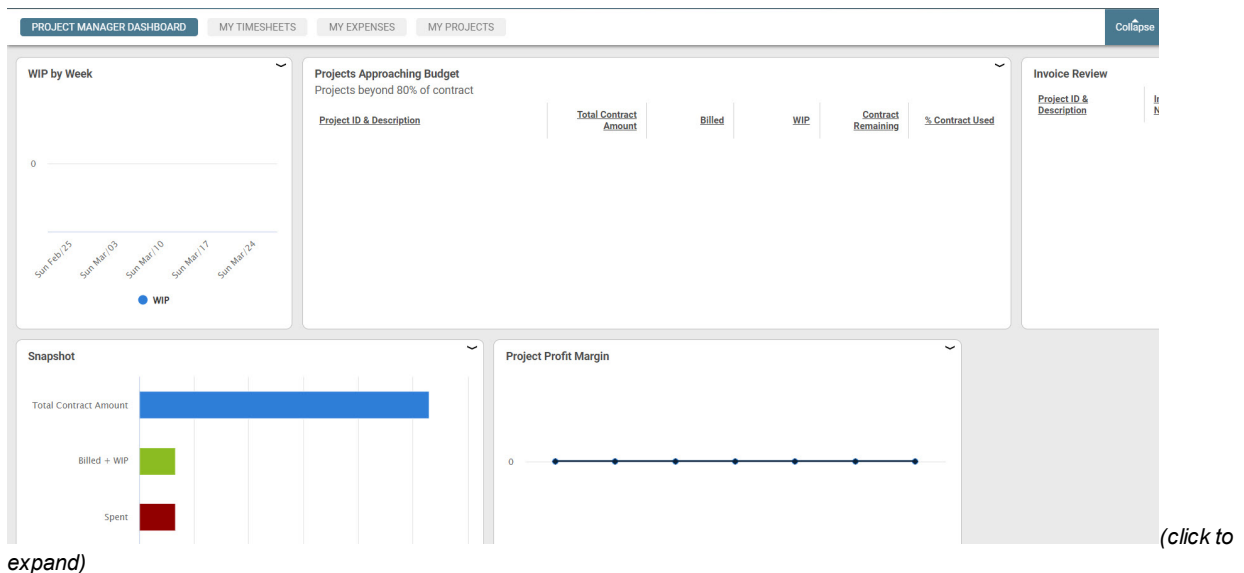 PROJECT MANAGER DASHBOARD MY TIMESHEETS MY EXPENSES MY PROJECTS Collapse
WIP by Week
0
Sun Feb/25 Sun Mar/03 Sun Mar/10 Sun Mar/17 Sun Mar/24
WIP
Projects Approaching Budget
Projects beyond 80% of contract
Project ID & Description
Total Contract
Amount
Billed
WIP
Contract
Remaining
% Contract Used
Invoice Review
Project ID &
Description
Snapshot
Total Contract Amount
Billed + WIP
Spent
Project Profit Margin
0
(click to
expand)